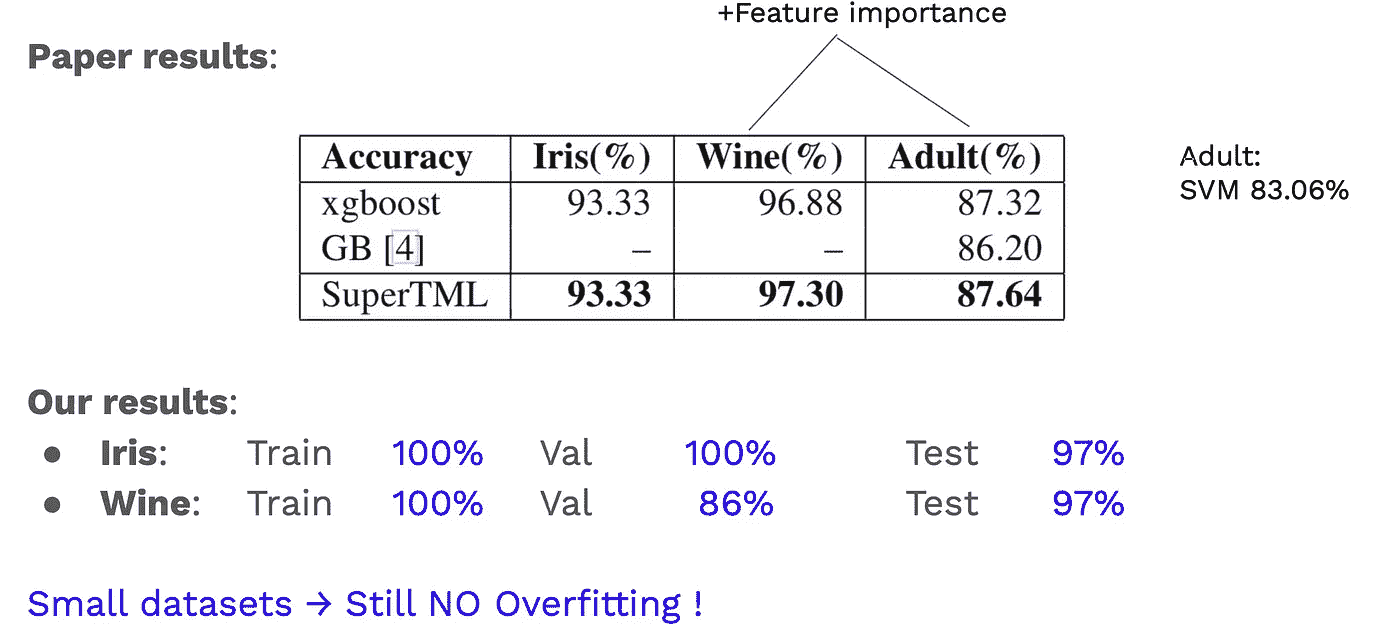 +Feature importance
Paper results:
Accuracy Iris(%) Wine(%) Adult(%)
xgboost 93.33 96.88 87.32
GB [4] – – 86.20
SuperTML 93.33 97.30 87.64
Adult:
SVM 83.06%
Our results:
● Iris: Train 100% Val 100% Test 97%
● Wine: Train 100% Val 86% Test 97%
Small datasets → Still NO Overfitting !